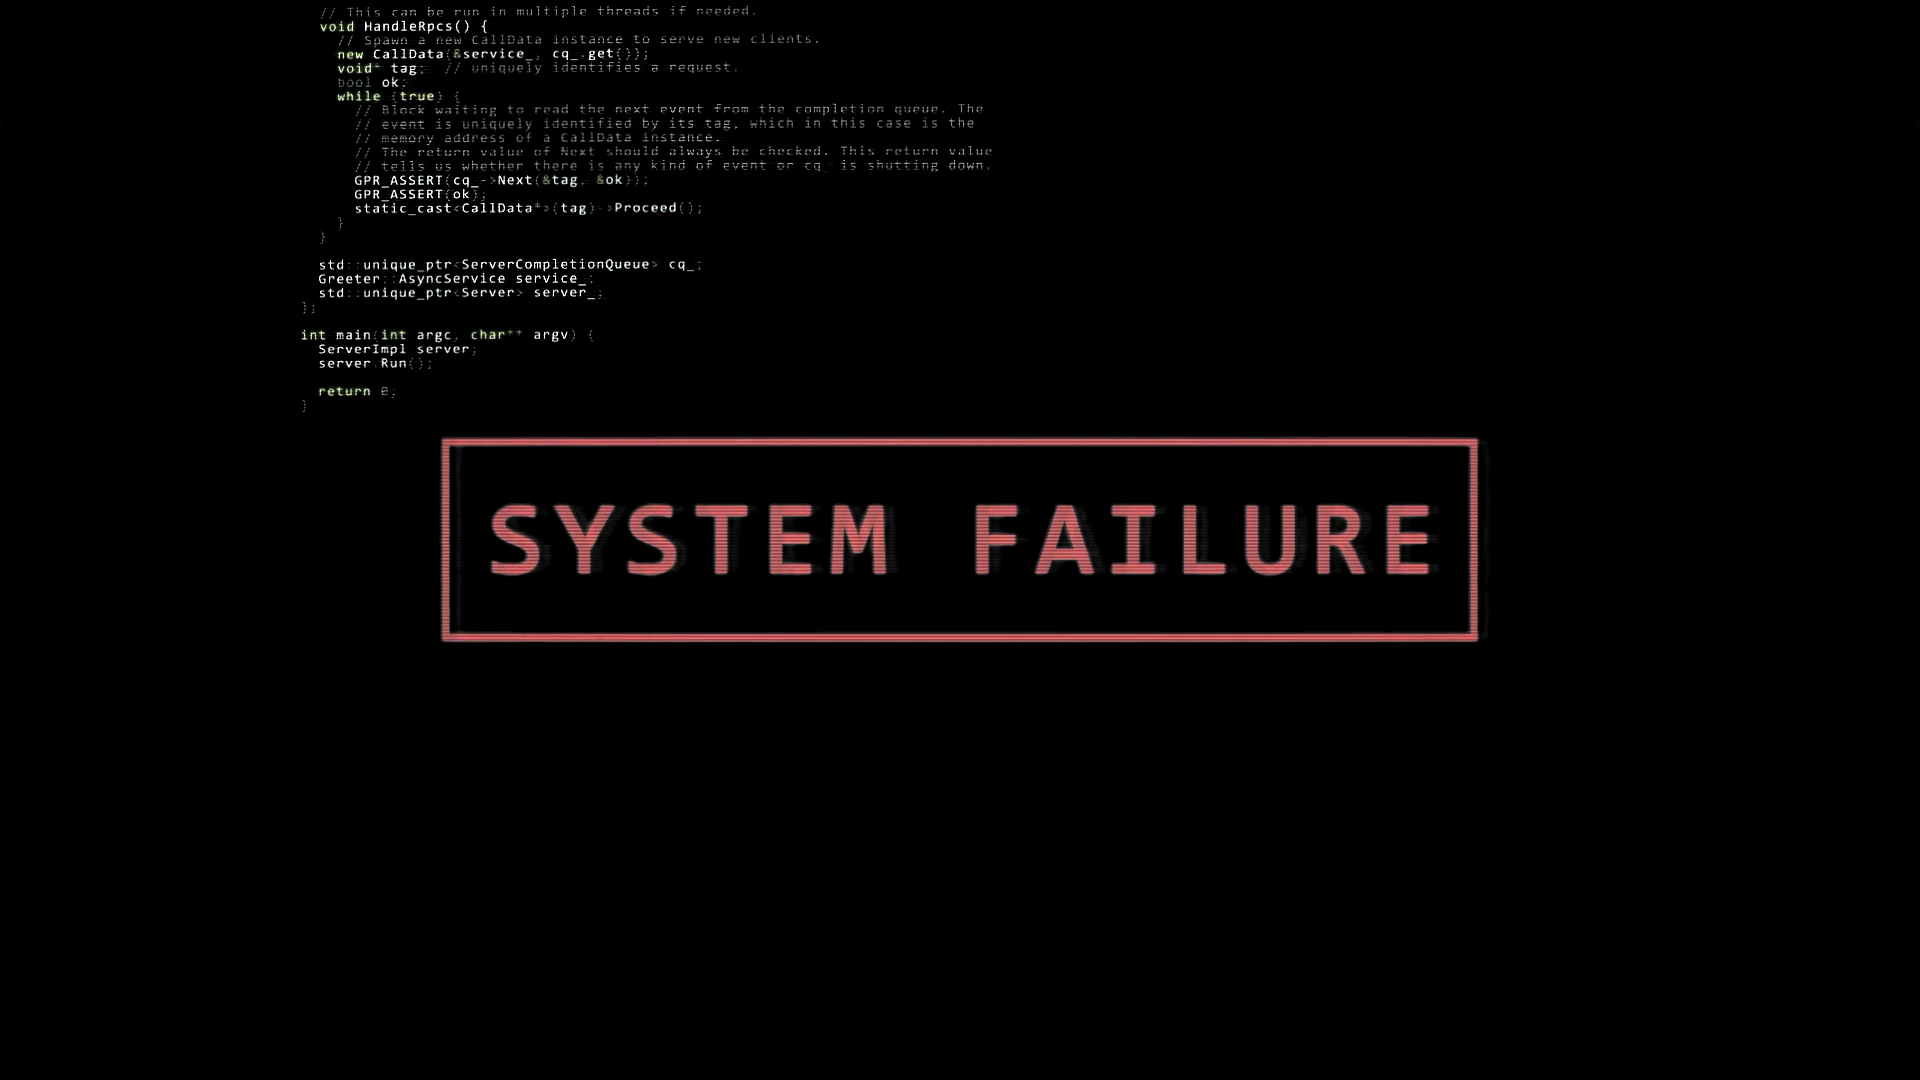 // This can be run in multiple threads if needed.
void HandleRpcs() {
// Spawn a new CallData instance to serve new clients.
new CallData(&service_, cq_.get());
void* tag;  // uniquely identifies a request.
bool ok;
while (true) {
// Block waiting to read the next event from the completion queue. The
// event is uniquely identified by its tag, which in this case is the
// memory address of a CallData instance.
// The return value of Next should always be checked. This return value
// tells us whether there is any kind of event or cq_ is shutting down.
GPR_ASSERT(cq_->Next(&tag, &ok));
GPR_ASSERT(ok);
static_cast<CallData*>(tag)->Proceed();
}
}
std::unique_ptr<ServerCompletionQueue> cq_;
Greeter::AsyncService service_;
std::unique_ptr<Server> server_;
};
int main(int argc, char** argv) {
ServerImpl server;
server.Run();
return 0;
}
SYSTEM FAILURE